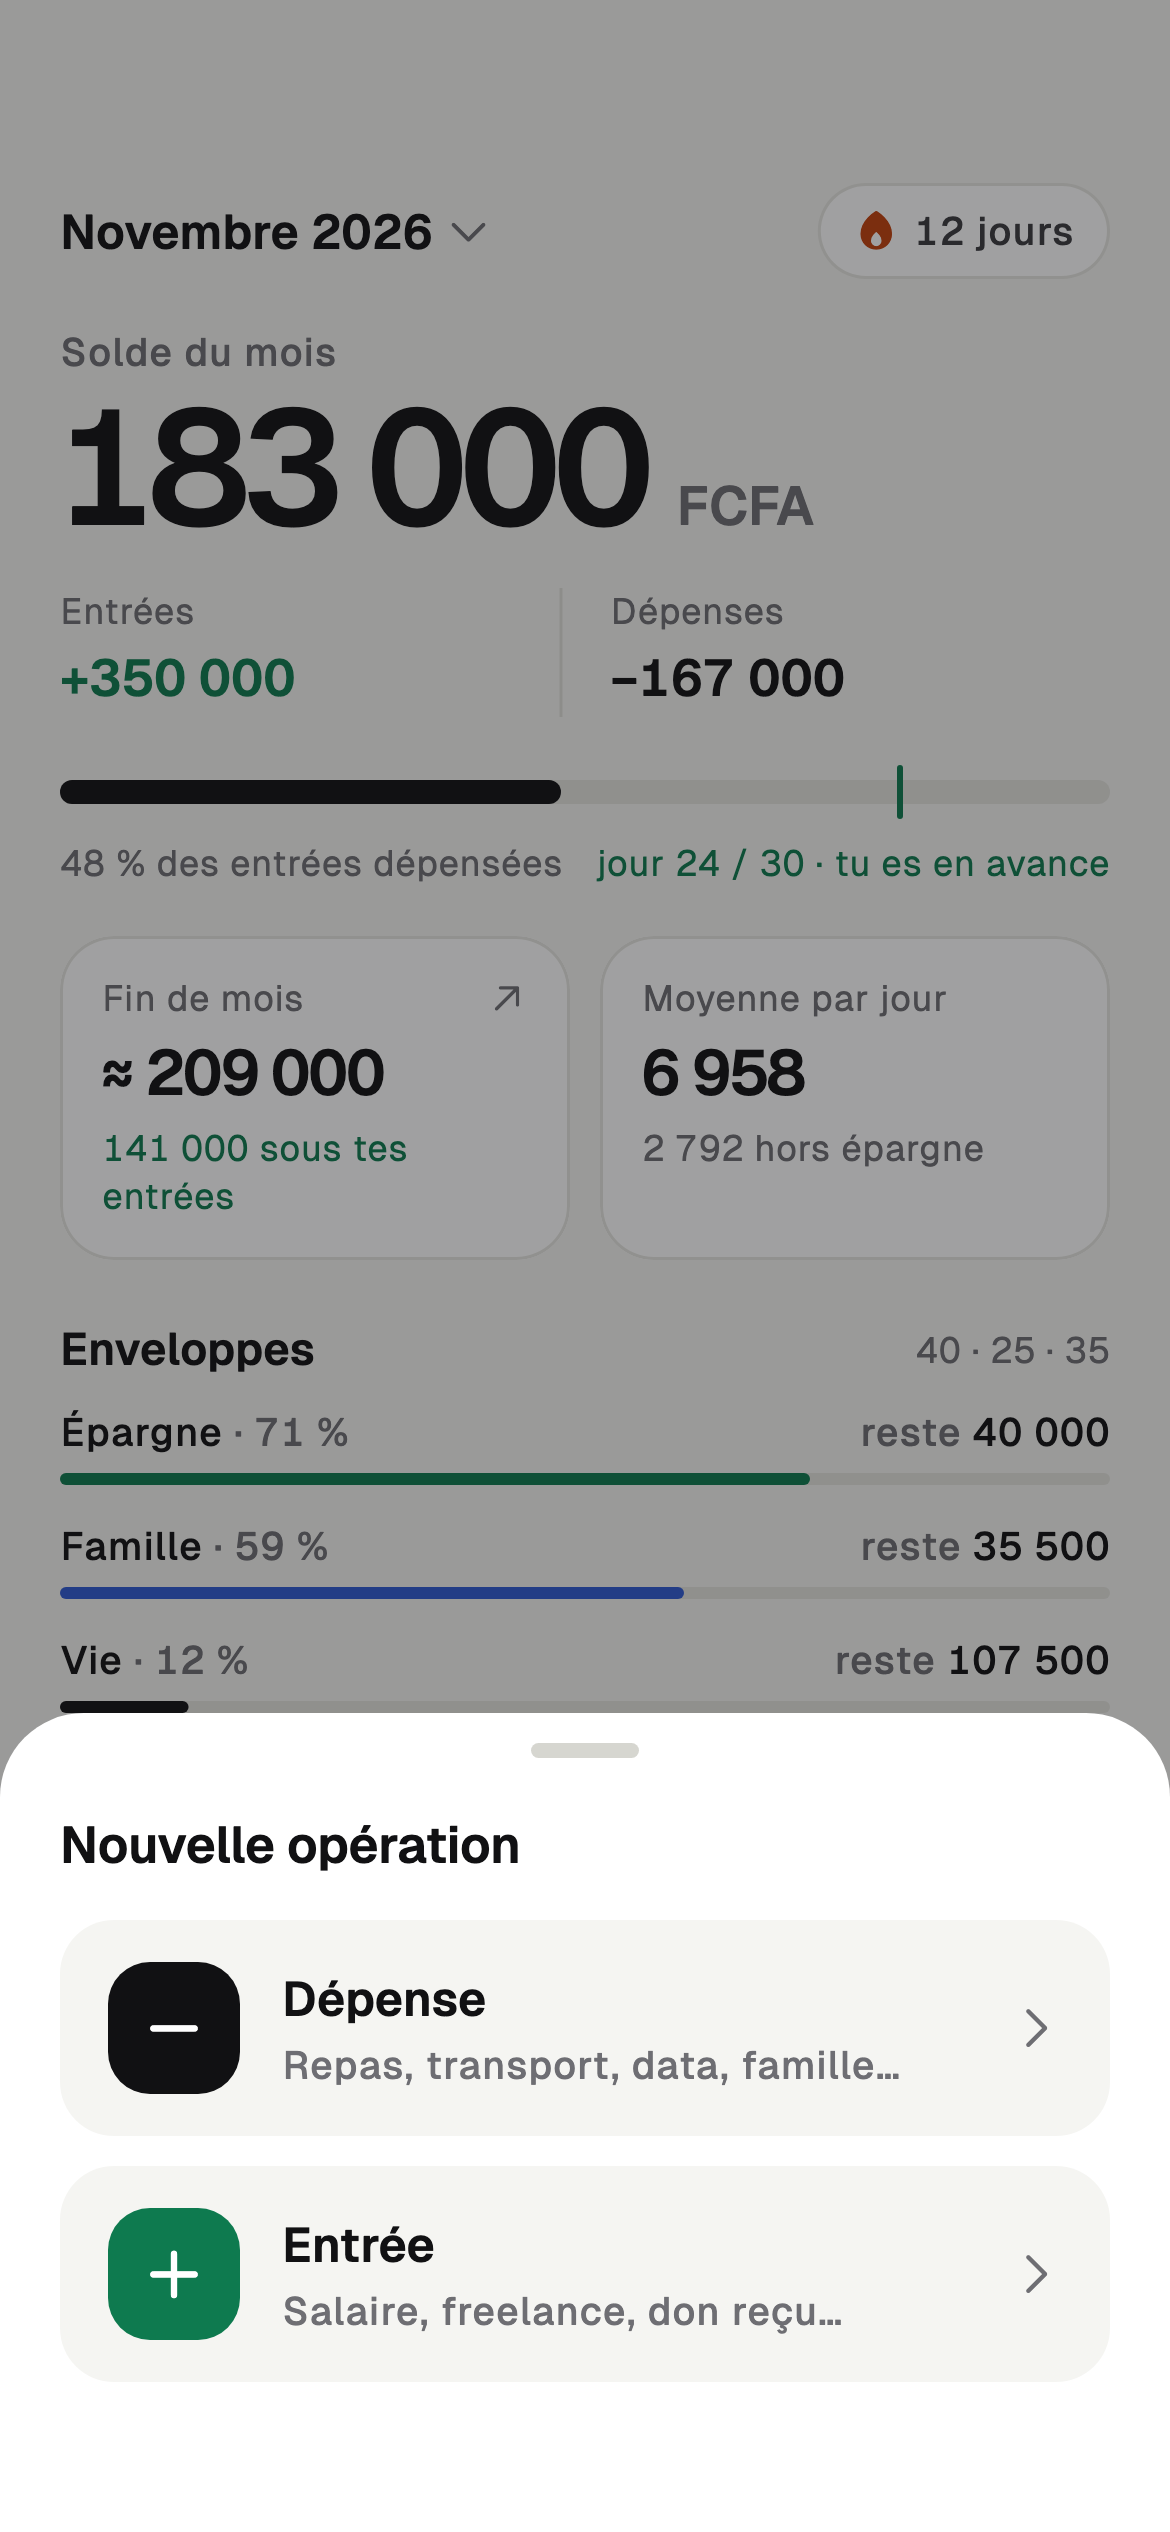 Novembre 2026
12 jours
Solde du mois
183 000 FCFA
Entrées
Dépenses
+350 000
−167 000
48 % des entrées dépensées
jour 24 / 30 · tu es en avance
Fin de mois
≈ 209 000
141 000 sous tes
entrées
Moyenne par jour
6 958
2 792 hors épargne
Enveloppes
40 · 25 · 35
Épargne · 71 %
reste 40 000
Famille · 59 %
reste 35 500
Vie · 12 %
reste 107 500
Nouvelle opération
Dépense
Repas, transport, data, famille…
Entrée
Salaire, freelance, don reçu…